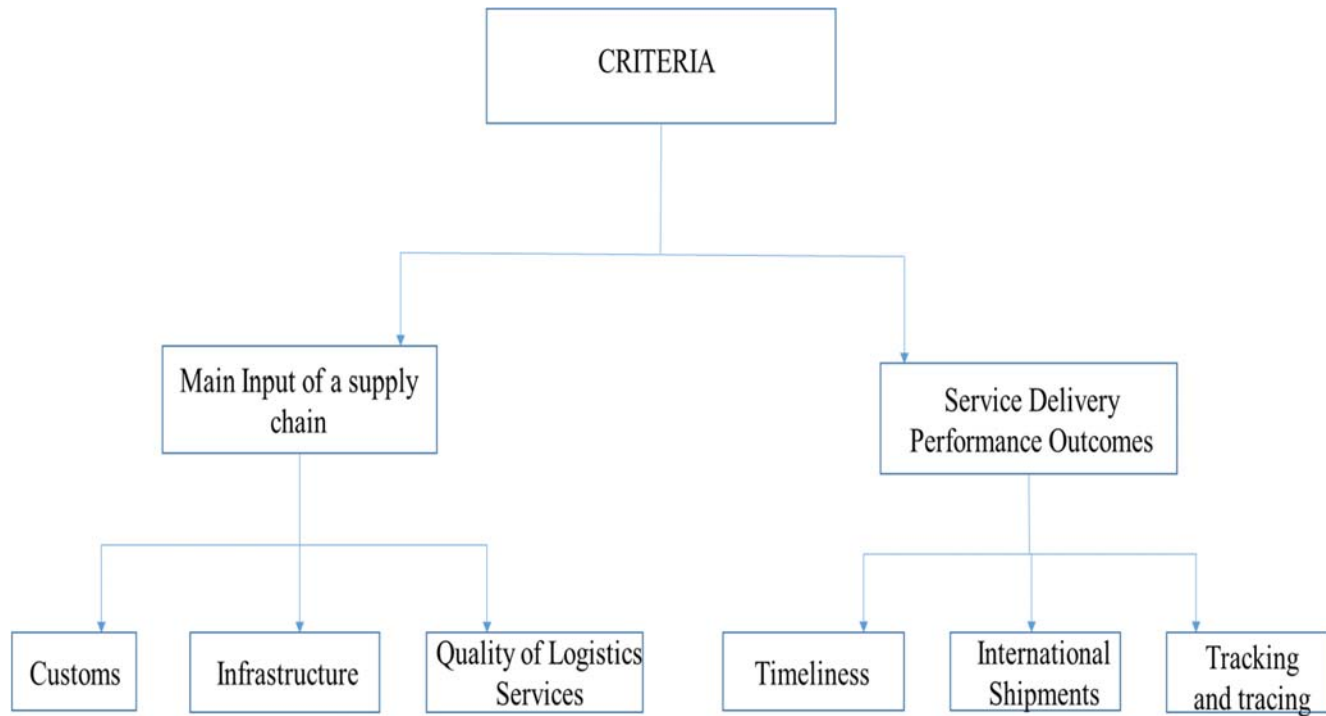 CRITERIA
Main Input of a supply
chain
Service Delivery
Performance Outcomes
Customs
Infrastructure
Quality of Logistics
Services
Timeliness
International
Shipments
Tracking
and tracing